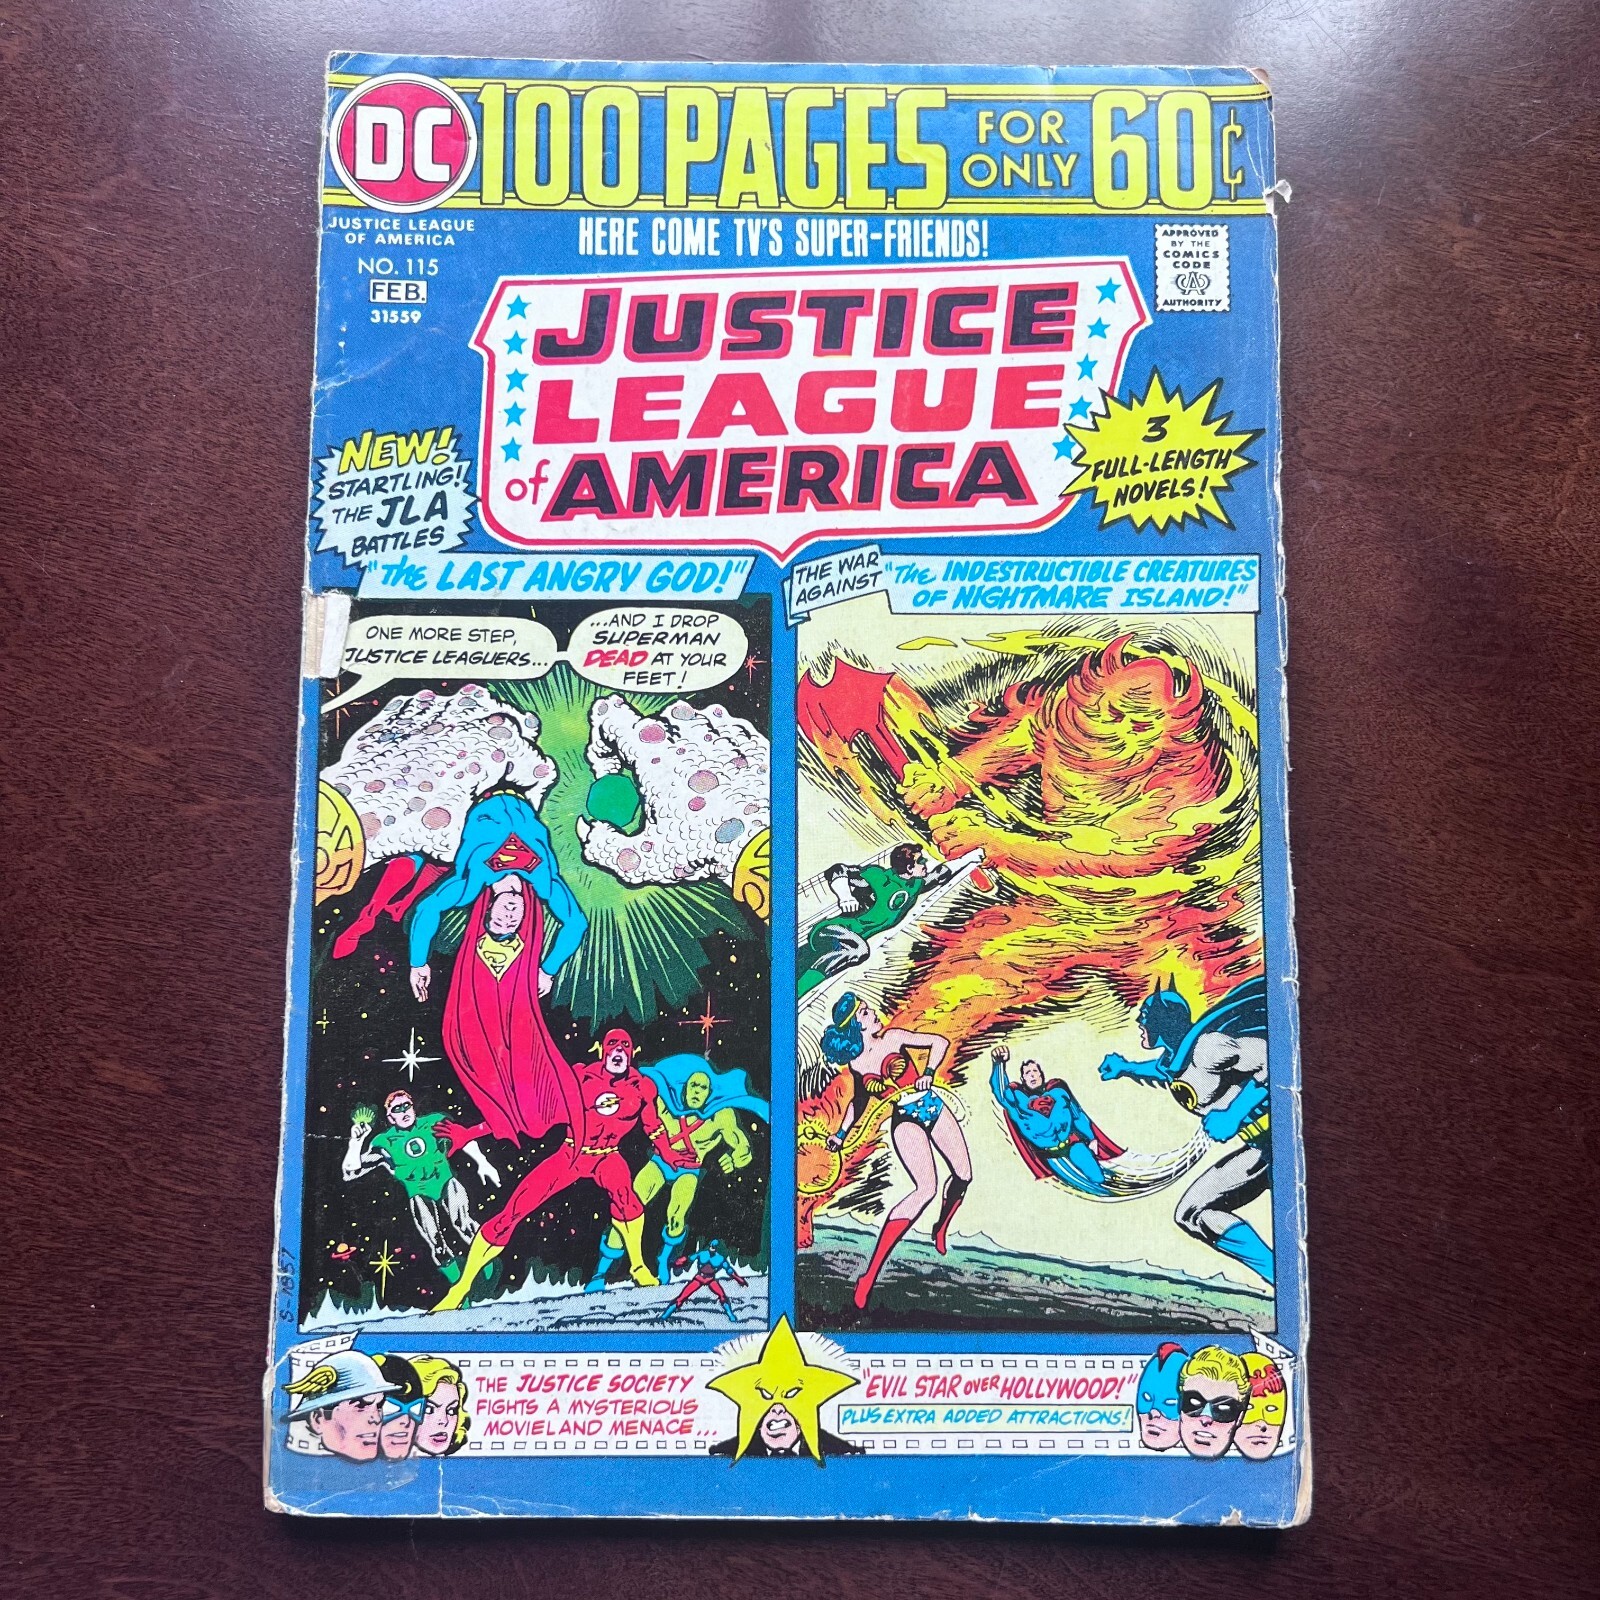 DC
100 PAGES FOR ONLY 60¢
JUSTICE LEAGUE
OF AMERICA
NO. 115
FEB.
31559
HERE COME TV'S SUPER-FRIENDS!
APPROVED
BY THE
COMICS
CODE
CA
AUTHORITY
JUSTICE
LEAGUE
of AMERICA
3
FULL-LENGTH
NOVELS!
NEW!
STARTLING!
THE JLA
BATTLES
"The LAST ANGRY GOD!"
THE WAR
AGAINST
"The INDESTRUCTIBLE CREATURES
OF NIGHTMARE ISLAND!"
ONE MORE STEP,
JUSTICE LEAGUERS...
...AND I DROP
SUPERMAN
DEAD AT YOUR
FEET!
S-1857
THE JUSTICE SOCIETY
FIGHTS A MYSTERIOUS
MOVIELAND MENACE...
"EVIL STAR OVER HOLLYWOOD!"
PLUS EXTRA ADDED ATTRACTIONS!